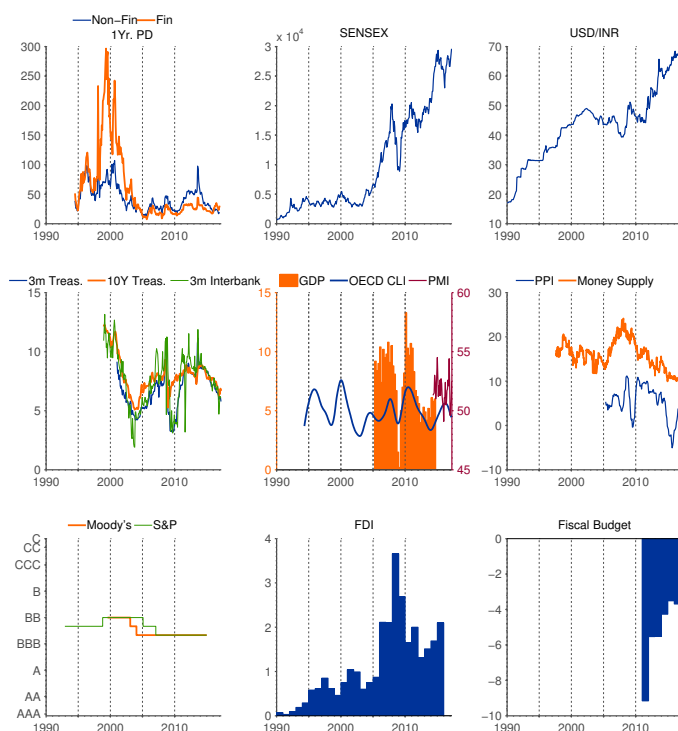 Non−Fin Fin
1Yr. PD
300
250
200
150
100
50
0
1990 2000 2010
SENSEX
3 x 10⁴
2.5
2
1.5
1
0.5
0
1990 2000 2010
USD/INR
70
60
50
40
30
20
10
1990 2000 2010
3m Treas. 10Y Treas. 3m Interbank
15
10
5
0
1990 2000 2010
GDP OECD CLI PMI
15 60
10 55
5 50
0 45
1990 2000 2010
PPI Money Supply
30
20
10
0
−10
1990 2000 2010
Moody's S&P
C
CC
CCC
B
BB
BBB
A
AA
AAA
1990 2000 2010
FDI
4
3
2
1
0
1990 2000 2010
Fiscal Budget
0
−2
−4
−6
−8
−10
1990 2000 2010